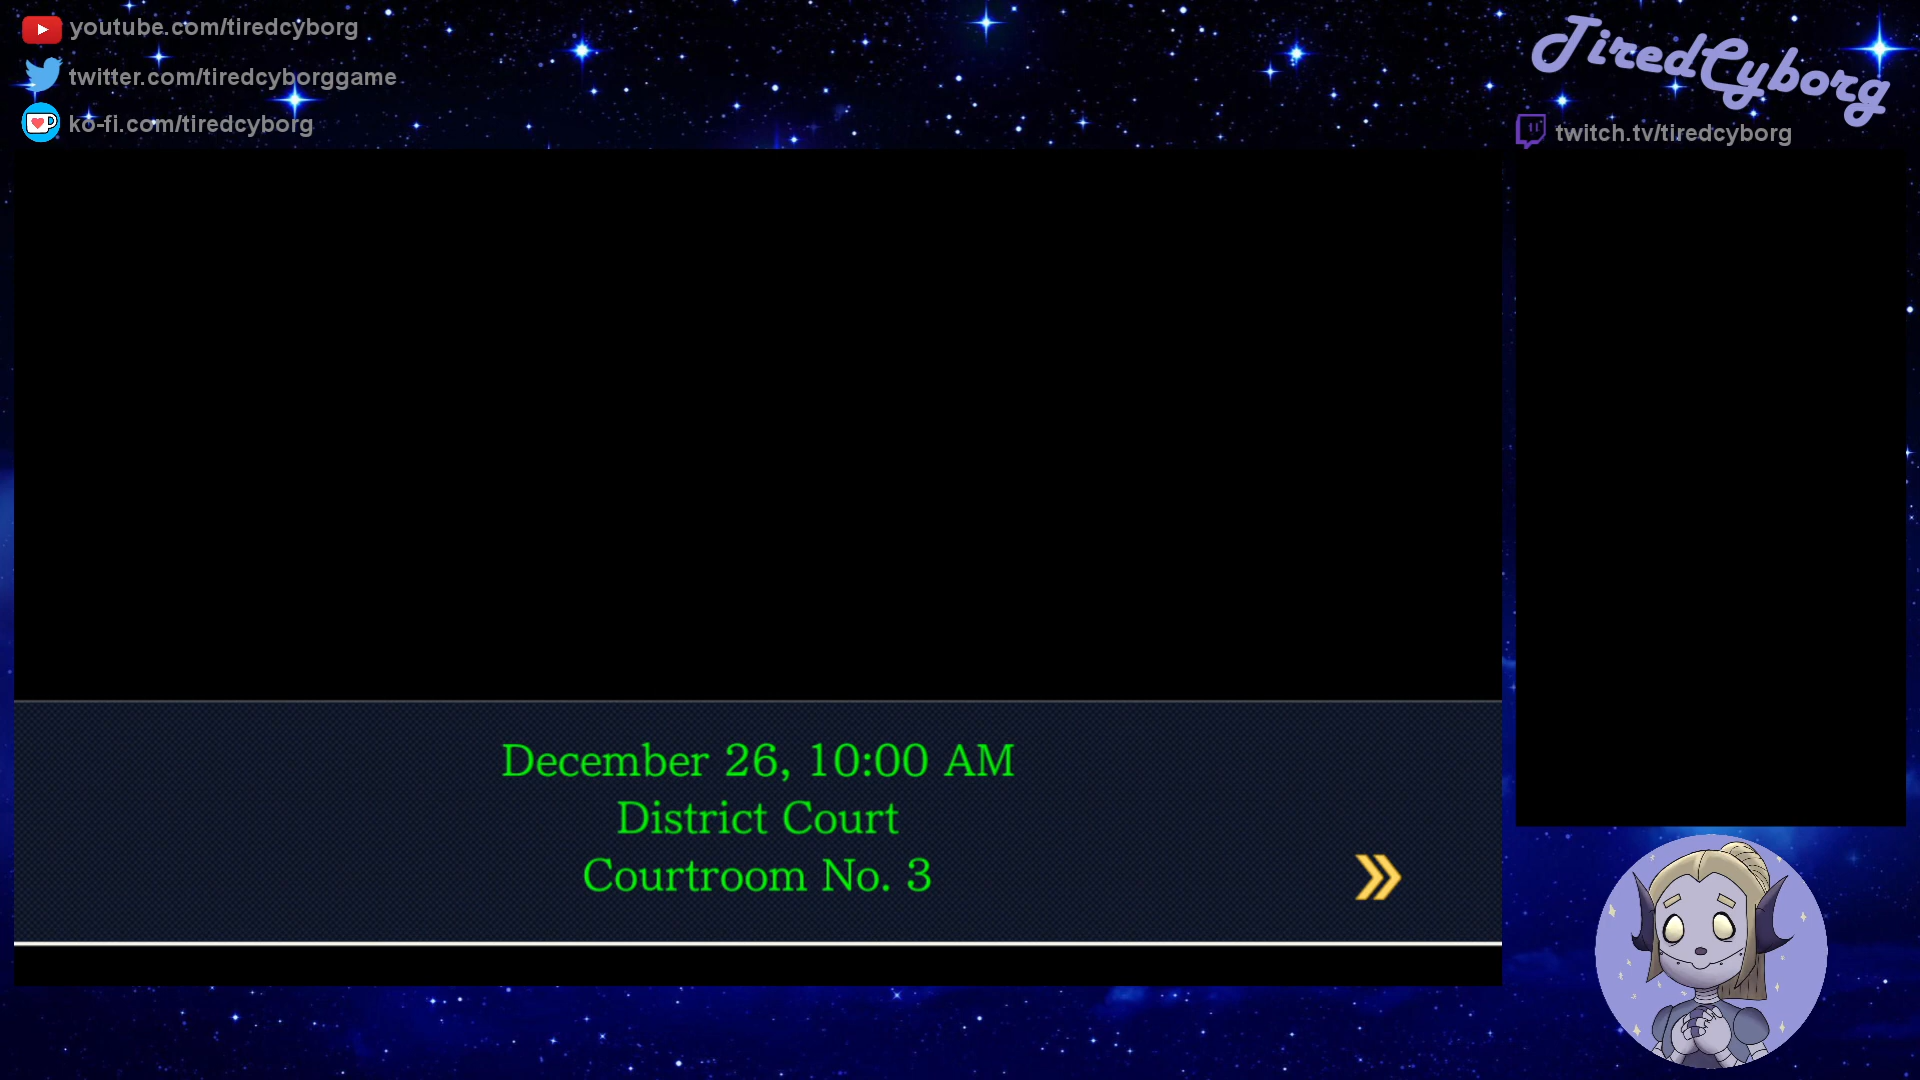 youtube.com/tiredcyborg
twitter.com/tiredcyborggame
ko-fi.com/tiredcyborg
TiredCyborg
twitch.tv/tiredcyborg
December 26, 10:00 AM
District Court
Courtroom No. 3